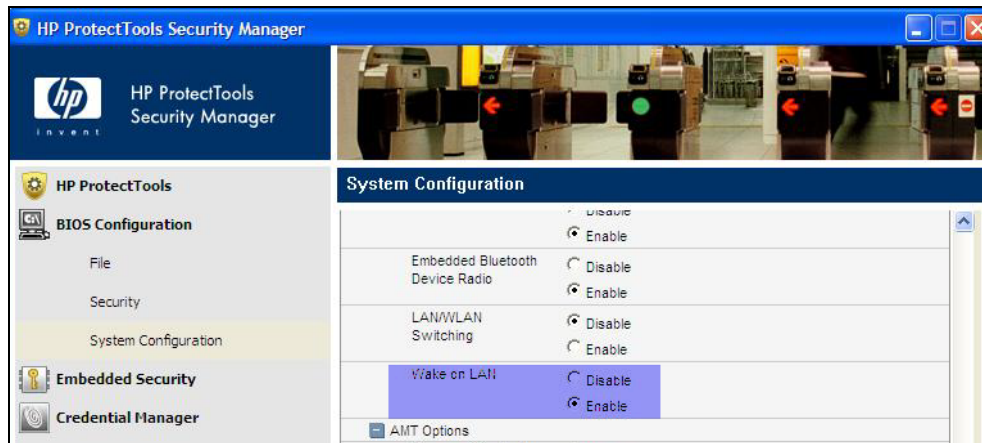 HP ProtectTools Security Manager
hp
invent
HP ProtectTools
Security Manager
HP ProtectTools
BIOS Configuration
File
Security
System Configuration
Embedded Security
Credential Manager
System Configuration
Disable
Enable
Embedded Bluetooth
Device Radio
Disable
Enable
LAN/WLAN
Switching
Disable
Enable
Wake on LAN
Disable
Enable
AMT Options